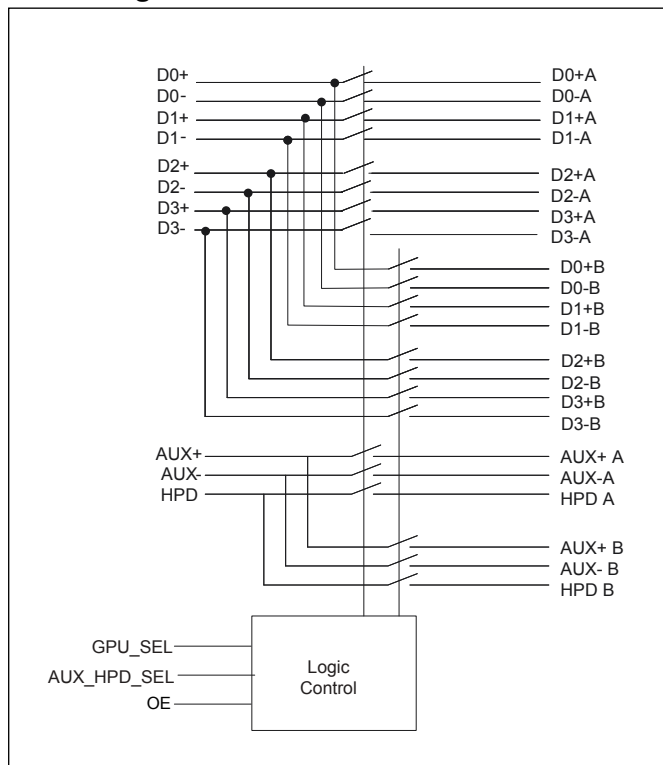 D0+
D0-
D1+
D1-
D2+
D2-
D3+
D3-
D0+A
D0-A
D1+A
D1-A
D2+A
D2-A
D3+A
D3-A
D0+B
D0-B
D1+B
D1-B
D2+B
D2-B
D3+B
D3-B
AUX+
AUX-
HPD
AUX+ A
AUX-A
HPD A
AUX+ B
AUX- B
HPD B
GPU_SEL
AUX_HPD_SEL
OE
Logic
Control